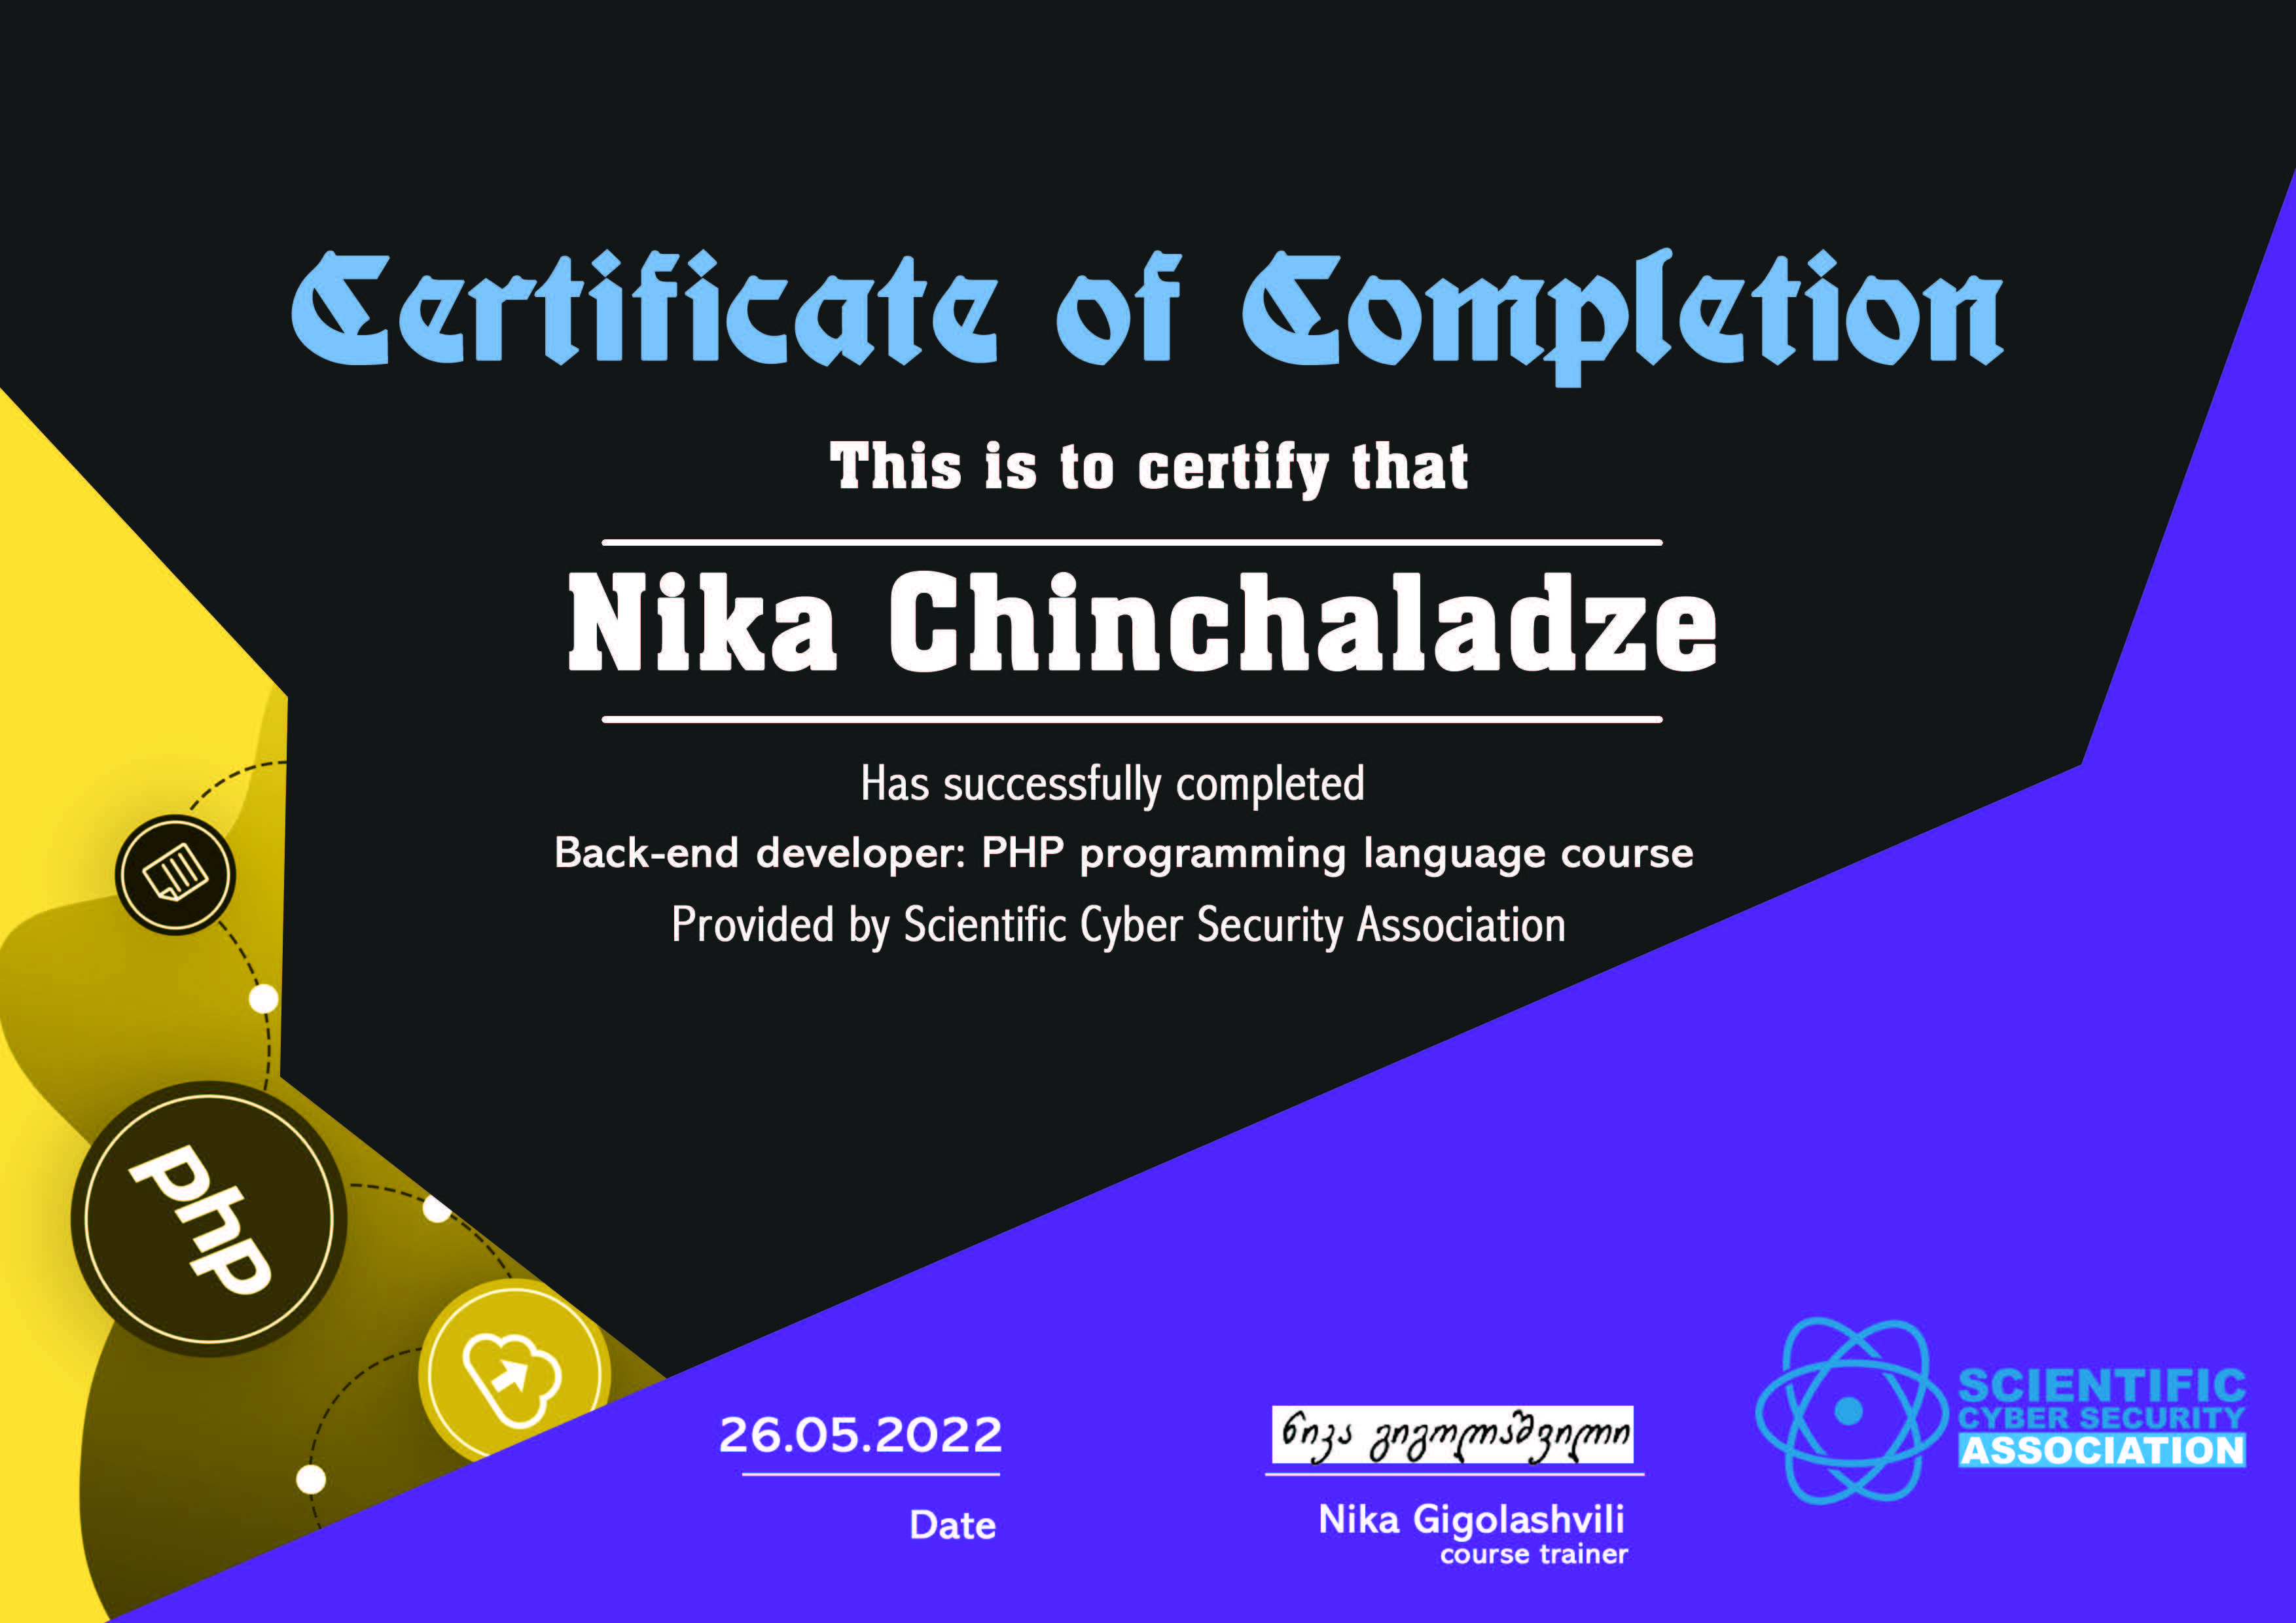 Certificate of Completion
This is to certify that
Nika Chinchaladze
Has successfully completed
Back-end developer: PHP programming language course
Provided by Scientific Cyber Security Association
php
26.05.2022
Date
ნიკა გიგოლაშვილი
Nika Gigolashvili
course trainer
SCIENTIFIC
CYBER SECURITY
ASSOCIATION